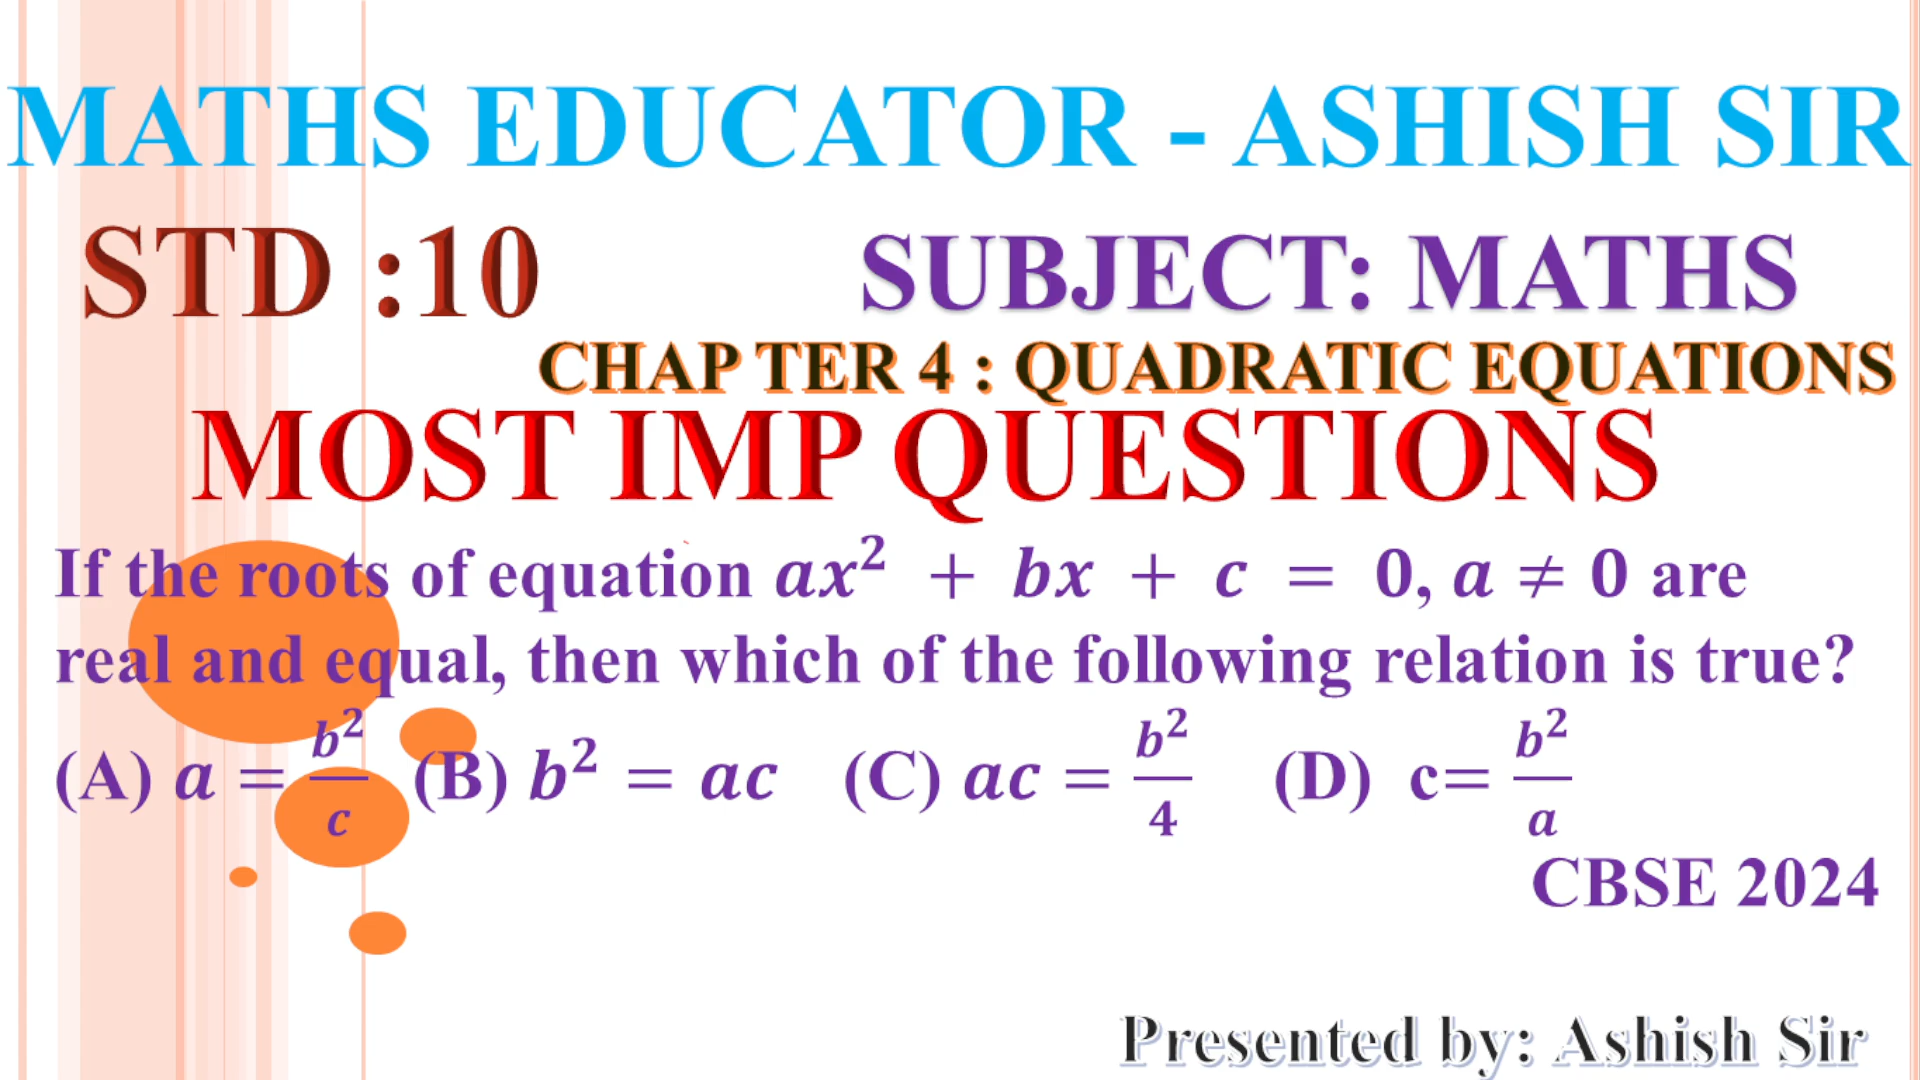 MATHS EDUCATOR - ASHISH SIR
STD :10 SUBJECT: MATHS
CHAP TER 4 : QUADRATIC EQUATIONS
MOST IMP QUESTIONS
If the roots of equation ax² + bx + c = 0, a ≠ 0 are
real and equal, then which of the following relation is true?
(A) a = b²/c (B) b² = ac (C) ac = b²/4 (D) c= b²/a
CBSE 2024
Presented by: Ashish Sir